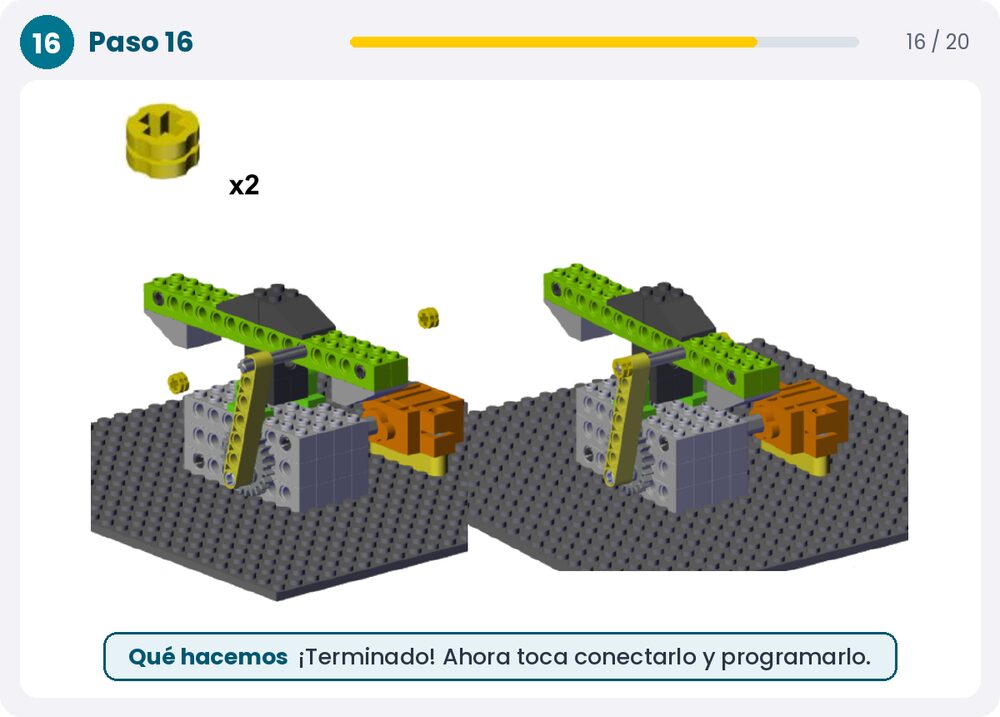 16 Paso 16 16 / 20
x2
Qué hacemos ¡Terminado! Ahora toca conectarlo y programarlo.